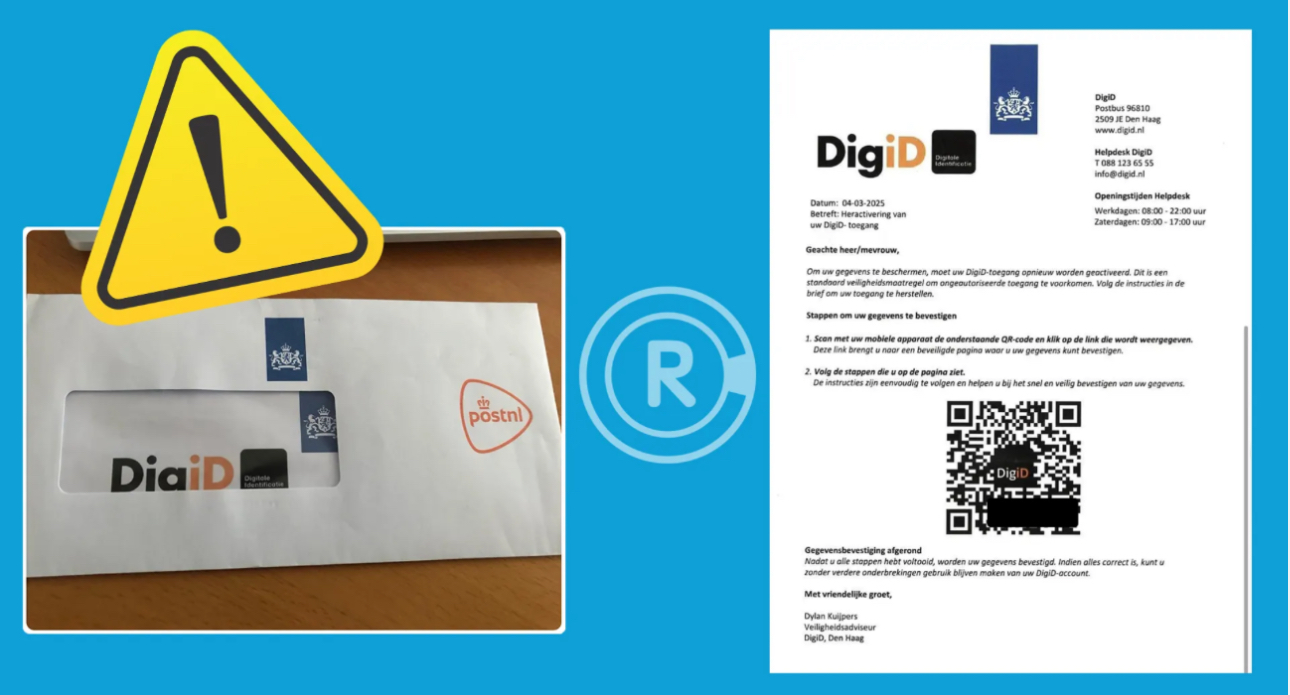 DigiD
Digitale
Identificatie
postnl
R
DigiD
Digitale
Identificatie
DigiD
Postbus 96810
2509 JE Den Haag
www.digid.nl
Helpdesk DigiD
T 088 123 65 55
info@digid.nl
Openingstijden Helpdesk
Werkdagen: 08:00 - 22:00 uur
Zaterdagen: 09:00 - 17:00 uur
Datum: 04-03-2025
Betreft: Heractivering van
uw DigiD- toegang
Geachte heer/mevrouw,
Om uw gegevens te beschermen, moet uw DigiD-toegang opnieuw worden geactiveerd. Dit is een
standaard veiligheidsmaatregel om ongeautoriseerde toegang te voorkomen. Volg de instructies in de
brief om uw toegang te herstellen.
Stappen om uw gegevens te bevestigen
1. Scan met uw mobiele apparaat de onderstaande QR-code en klik op de link die wordt weergegeven.
Deze link brengt u naar een beveiligde pagina waar u uw gegevens kunt bevestigen.
2. Volg de stappen die u op de pagina ziet.
De instructies zijn eenvoudig te volgen en helpen u bij het snel en veilig bevestigen van uw gegevens.
DigiD
Gegevensbevestiging afgerond
Nadat u alle stappen hebt voltooid, worden uw gegevens bevestigd. Indien alles correct is, kunt u
zonder verdere onderbrekingen gebruik blijven maken van uw DigiD-account.
Met vriendelijke groet,
Dylan Kuijpers
Veiligheidsadviseur
DigiD, Den Haag